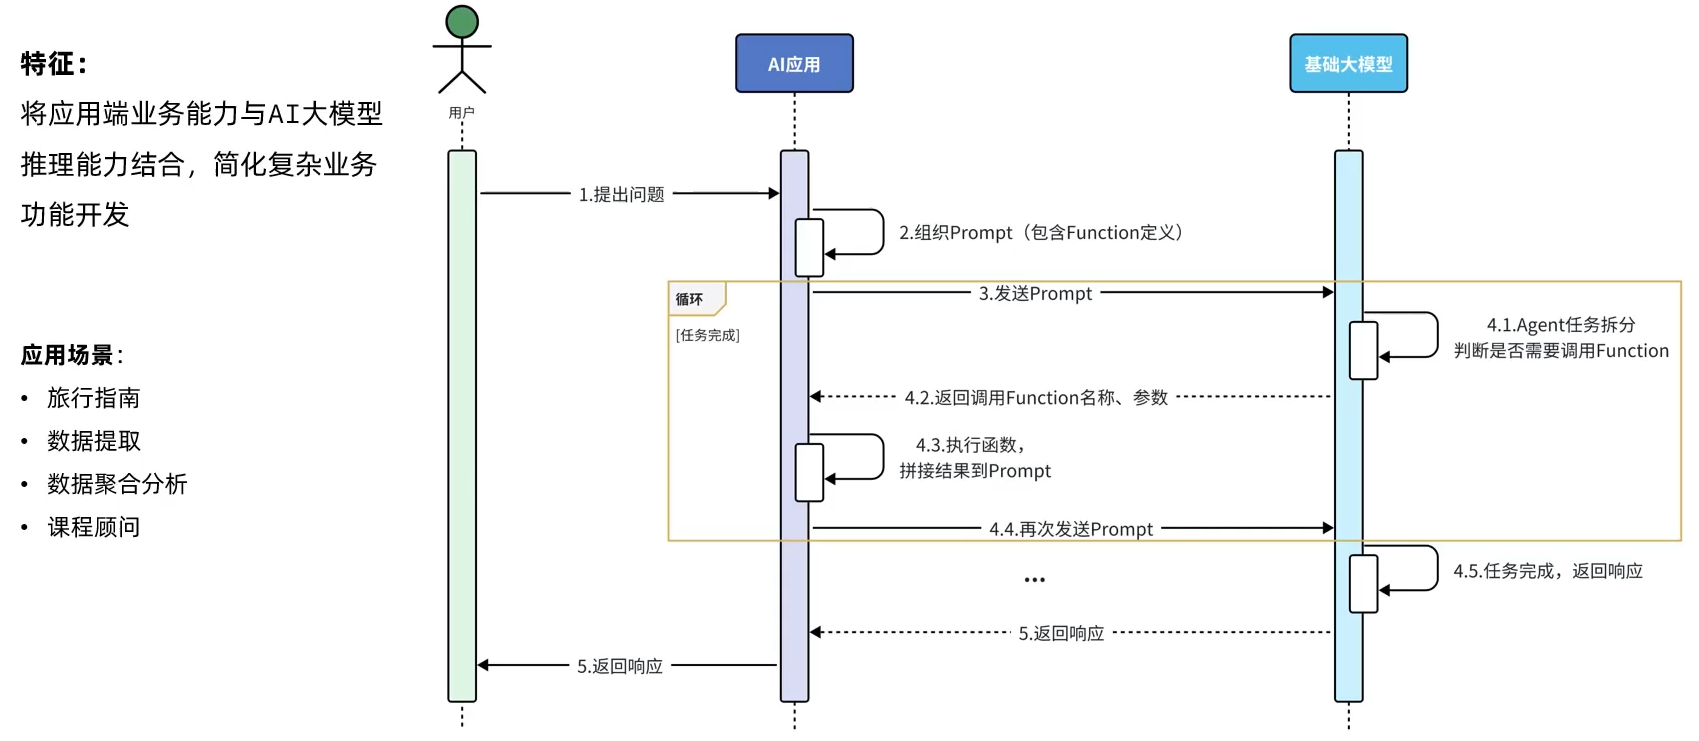 特征：
将应用端业务能力与AI大模型
推理能力结合，简化复杂业务
功能开发
应用场景：
• 旅行指南
• 数据提取
• 数据聚合分析
• 课程顾问
用户
AI应用
基础大模型
1.提出问题
2.组织Prompt（包含Function定义）
循环
[任务完成]
3.发送Prompt
4.1.Agent任务拆分
判断是否需要调用Function
4.2.返回调用Function名称、参数
4.3.执行函数，
拼接结果到Prompt
4.4.再次发送Prompt
4.5.任务完成，返回响应
...
5.返回响应
5.返回响应